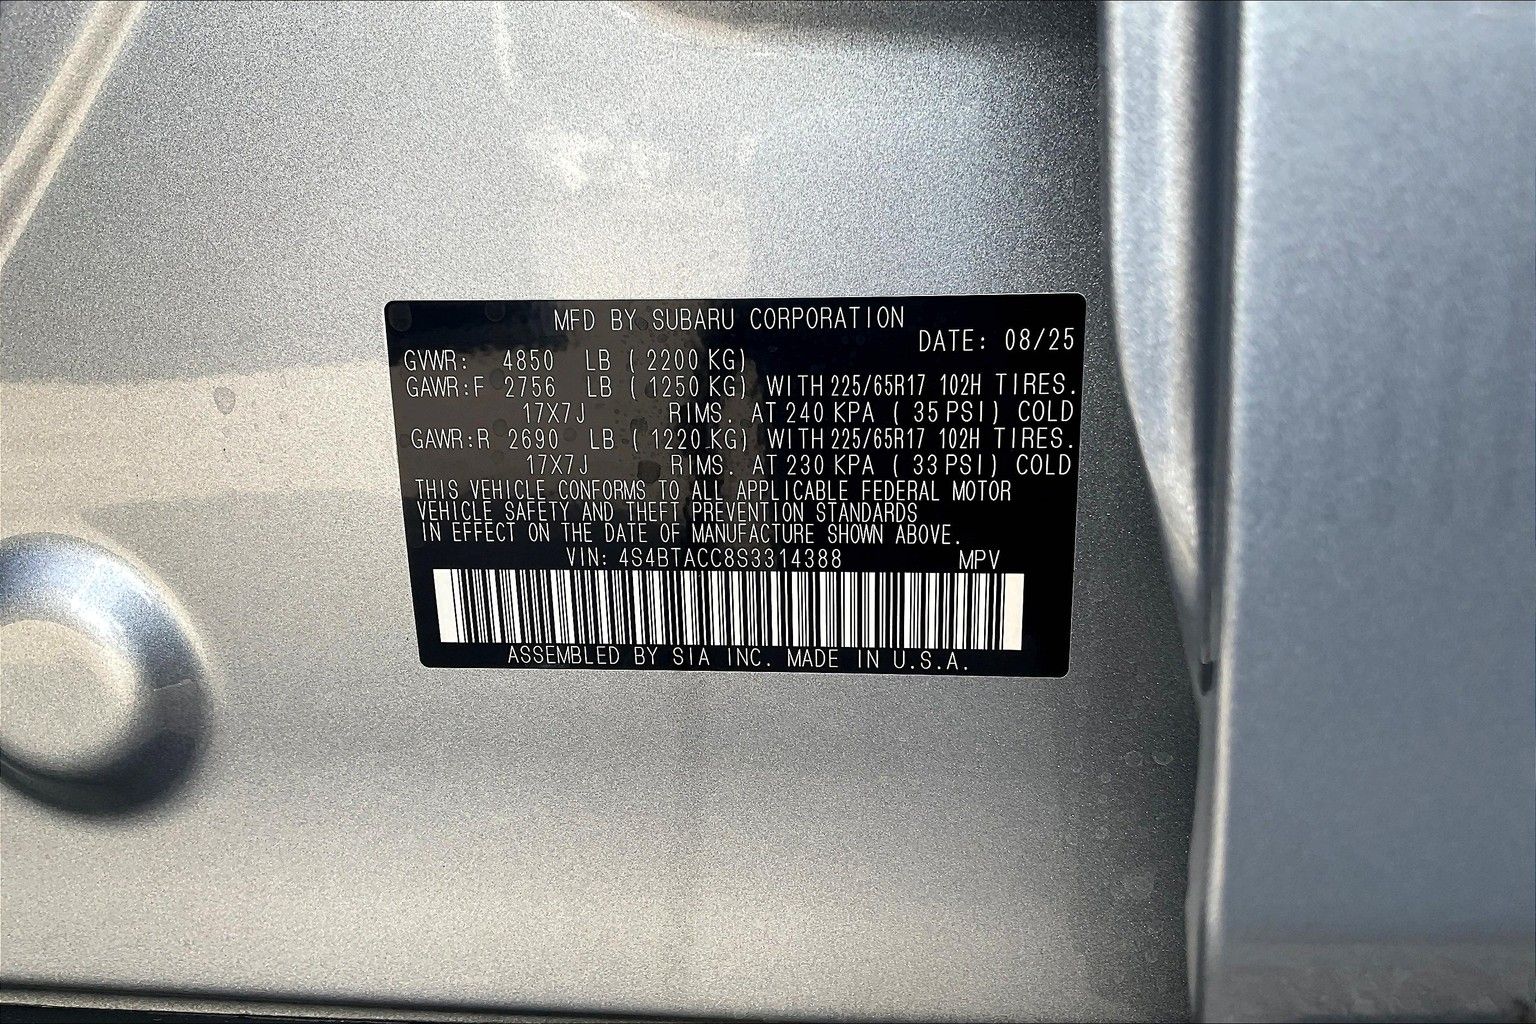 MFD BY SUBARU CORPORATION
DATE: 08/25
GVWR: 4850 LB ( 2200 KG)
GAWR:F 2756 LB ( 1250 KG) WITH 225/65R17 102H TIRES.
17X7J RIMS. AT 240 KPA ( 35 PSI) COLD
GAWR:R 2690 LB ( 1220 KG) WITH 225/65R17 102H TIRES.
17X7J RIMS. AT 230 KPA ( 33 PSI) COLD
THIS VEHICLE CONFORMS TO ALL APPLICABLE FEDERAL MOTOR
VEHICLE SAFETY AND THEFT PREVENTION STANDARDS
IN EFFECT ON THE DATE OF MANUFACTURE SHOWN ABOVE.
VIN: 4S4BTACC8S3314388 MPV
ASSEMBLED BY SIA INC. MADE IN U.S.A.